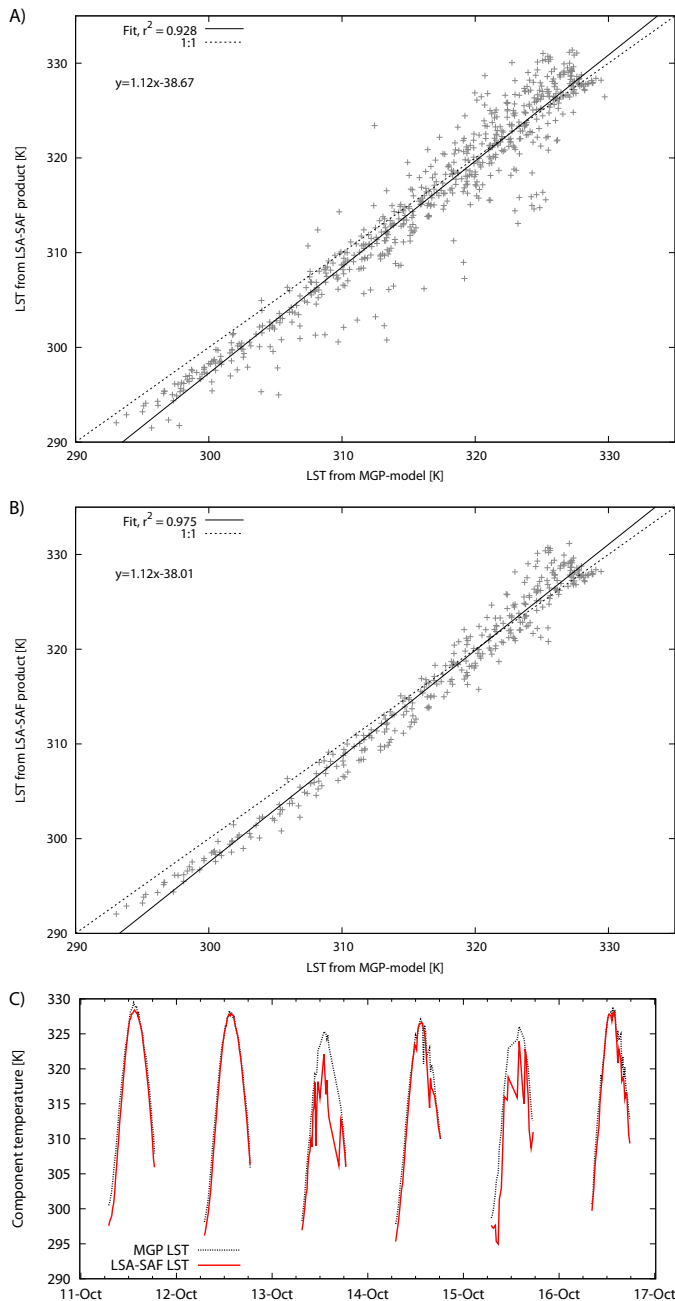 A)
Fit, r² = 0.928
1:1
y=1.12x-38.67
LST from LSA-SAF product [K]
330
320
310
300
290
290 300 310 320 330
LST from MGP-model [K]
B)
Fit, r² = 0.975
1:1
y=1.12x-38.01
LST from LSA-SAF product [K]
330
320
310
300
290
290 300 310 320 330
LST from MGP-model [K]
C)
Component temperature [K]
330
325
320
315
310
305
300
295
290
MGP LST
LSA-SAF LST
11-Oct 12-Oct 13-Oct 14-Oct 15-Oct 16-Oct 17-Oct